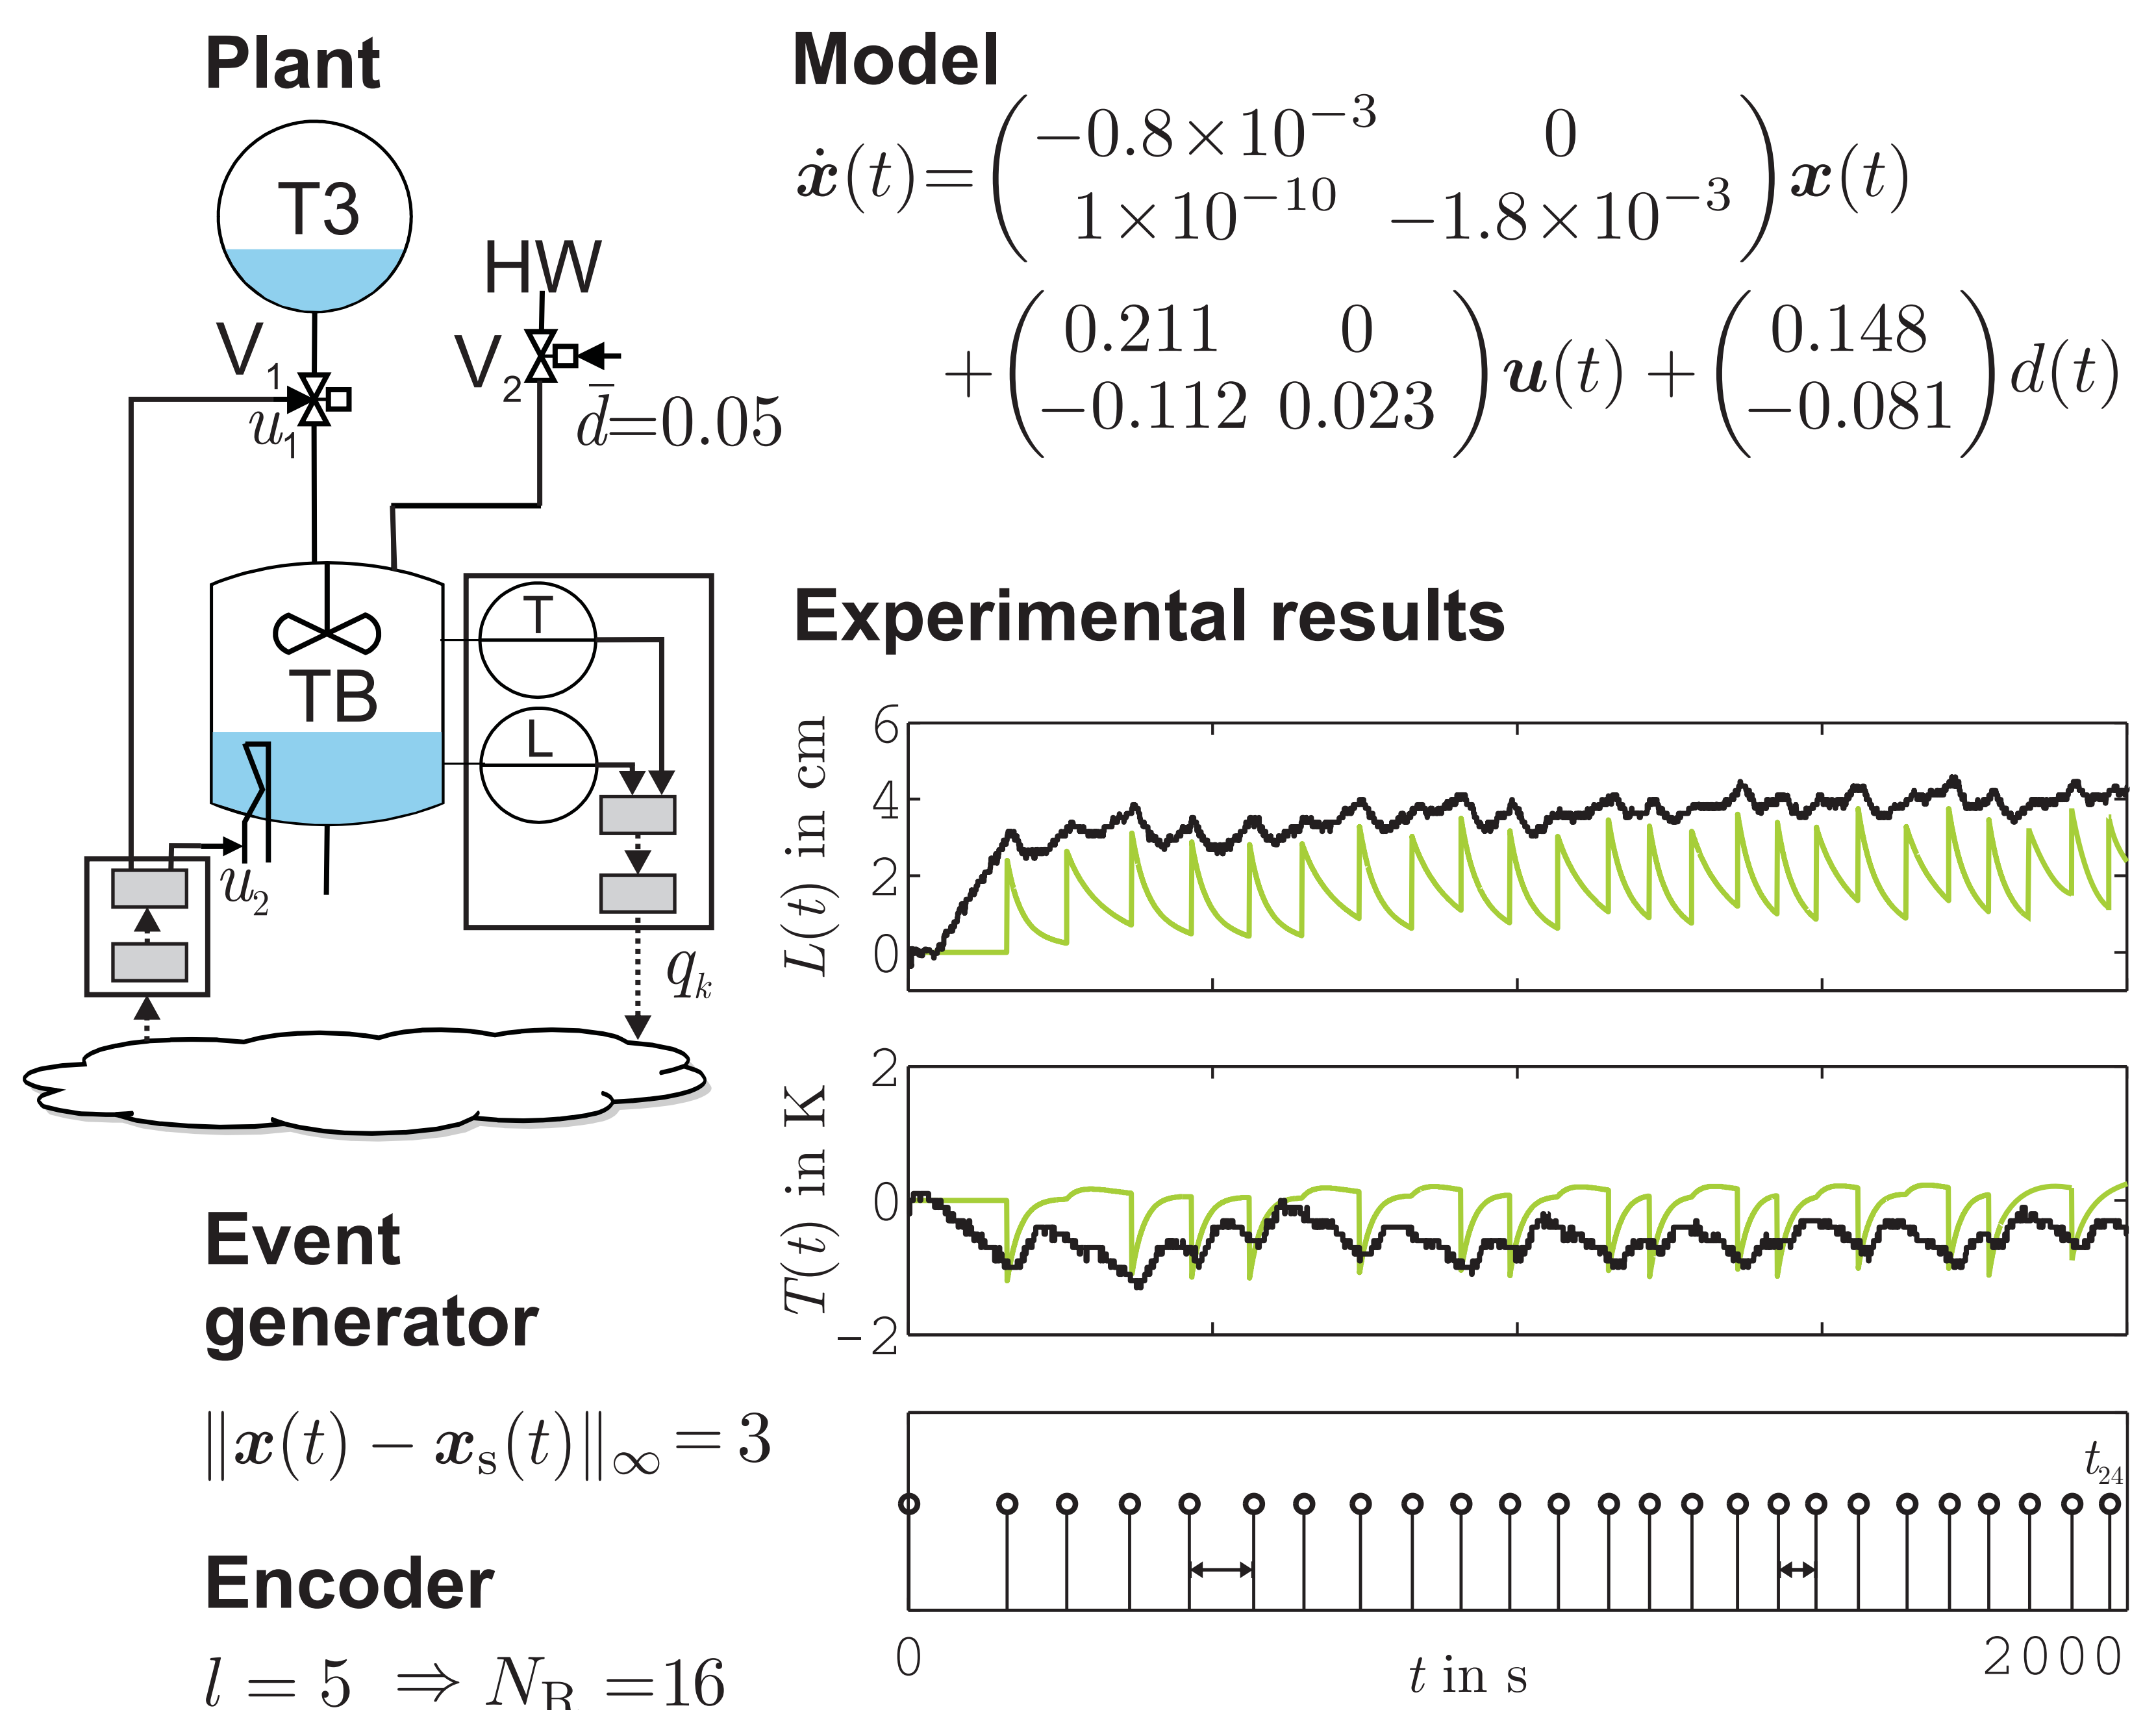 Plant
T3
HW
V1
V2
u1
d̄=0.05
T
TB
L
u2
qk
Event
generator
‖x(t) − xs(t)‖∞ = 3
Encoder
l = 5 ⇒ NR = 16
Model
ẋ(t)=(−0.8×10⁻³ 0
1×10⁻¹⁰ −1.8×10⁻³)x(t)
+(0.211 0
−0.112 0.023)u(t) + (0.148
−0.081)d(t)
Experimental results
L(t) in cm
6
4
2
0
T(t) in K
2
0
−2
t24
0
t in s
2000